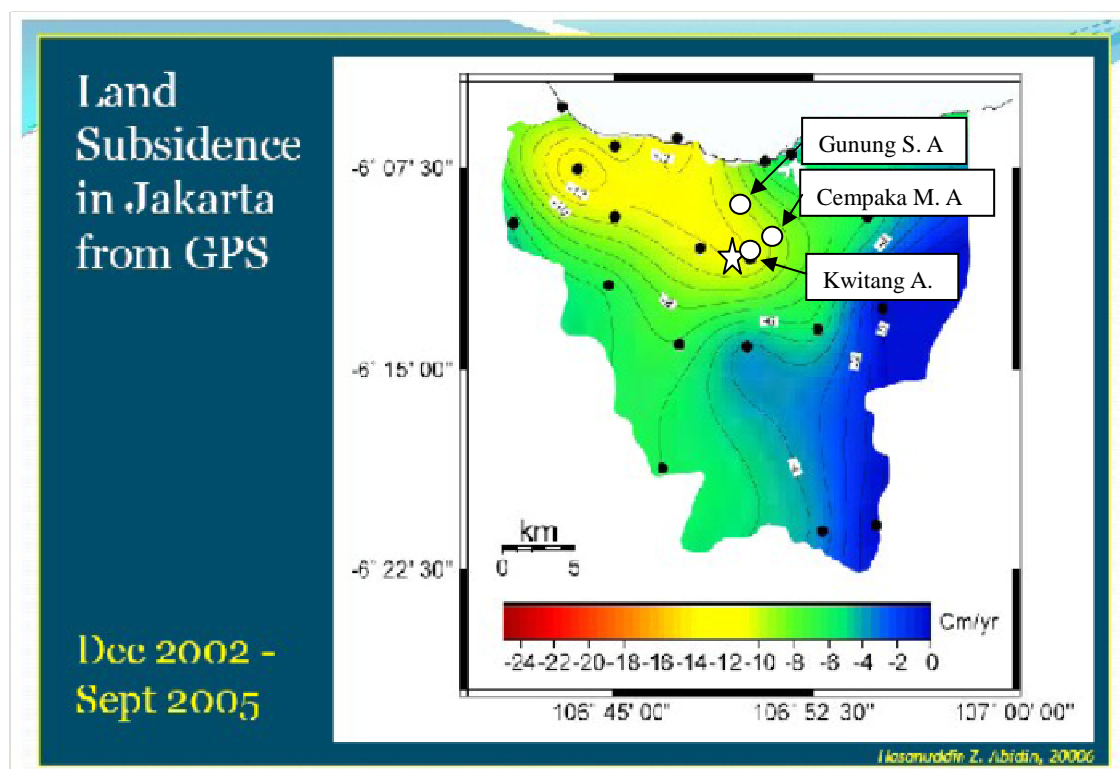 Land
Subsidence
in Jakarta
from GPS
Dec 2002 -
Sept 2005
Gunung S. A
Cempaka M. A
Kwitang A.
-6° 07' 30"
-6° 15' 00"
-6° 22' 30"
km
0 5
Cm/yr
-24 -22 -20 -18 -16 -14 -12 -10 -8 -6 -4 -2 0
106° 45' 00" 106° 52' 30" 107° 00' 00"
Hasanuddin Z. Abidin, 20006